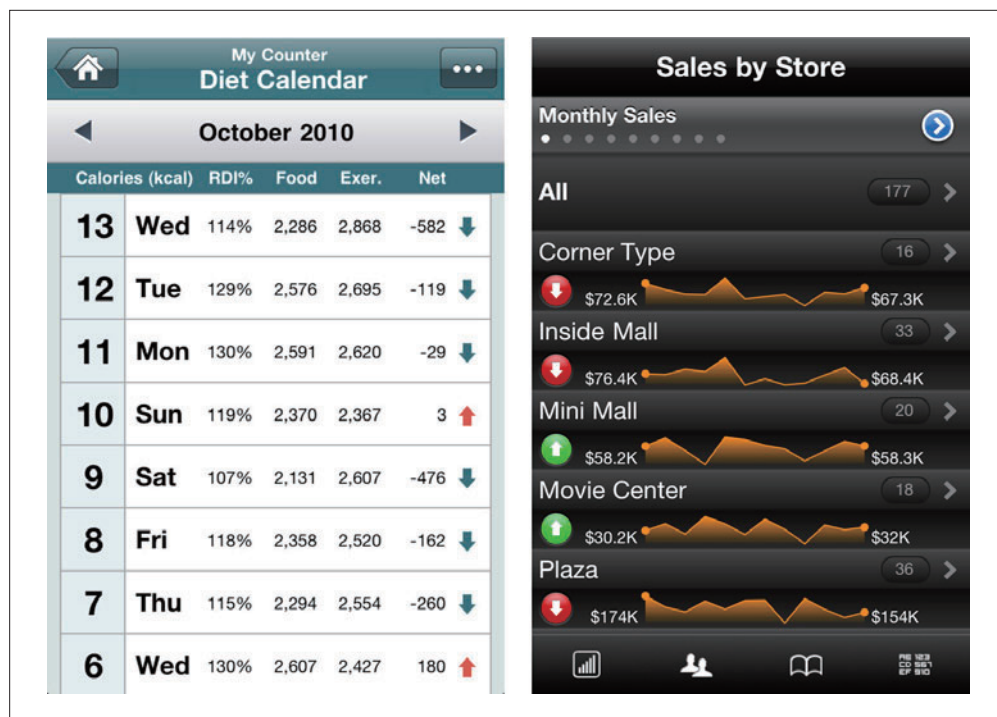 My Counter
Diet Calendar
October 2010
Calories (kcal) RDI% Food Exer. Net
13 Wed 114% 2,286 2,868 -582
12 Tue 129% 2,576 2,695 -119
11 Mon 130% 2,591 2,620 -29
10 Sun 119% 2,370 2,367 3
9 Sat 107% 2,131 2,607 -476
8 Fri 118% 2,358 2,520 -162
7 Thu 115% 2,294 2,554 -260
6 Wed 130% 2,607 2,427 180
Sales by Store
Monthly Sales
All 177
Corner Type 16
$72.6K $67.3K
Inside Mall 33
$76.4K $68.4K
Mini Mall 20
$58.2K $58.3K
Movie Center 18
$30.2K $32K
Plaza 36
$174K $154K